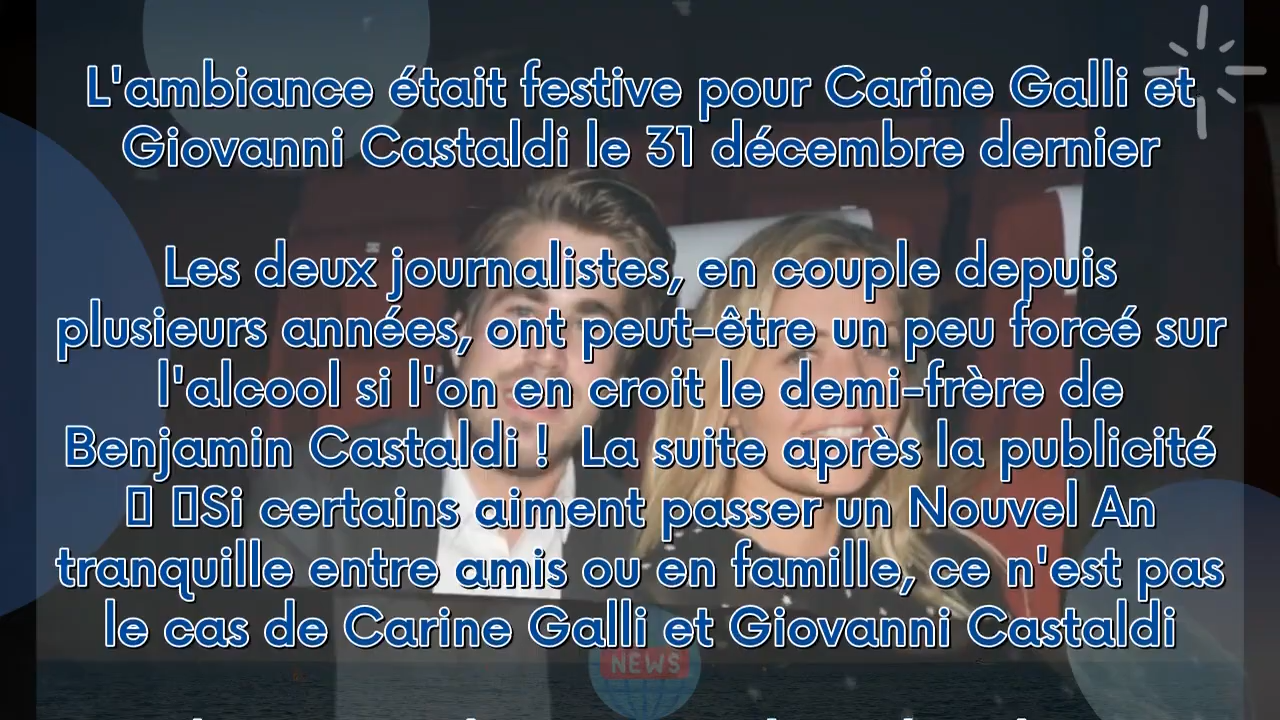 L'ambiance était festive pour Carine Galli et
Giovanni Castaldi le 31 décembre dernier
Les deux journalistes, en couple depuis
plusieurs années, ont peut-être un peu forcé sur
l'alcool si l'on en croit le demi-frère de
Benjamin Castaldi !  La suite après la publicité
Si certains aiment passer un Nouvel An
tranquille entre amis ou en famille, ce n'est pas
le cas de Carine Galli et Giovanni Castaldi
NEWS